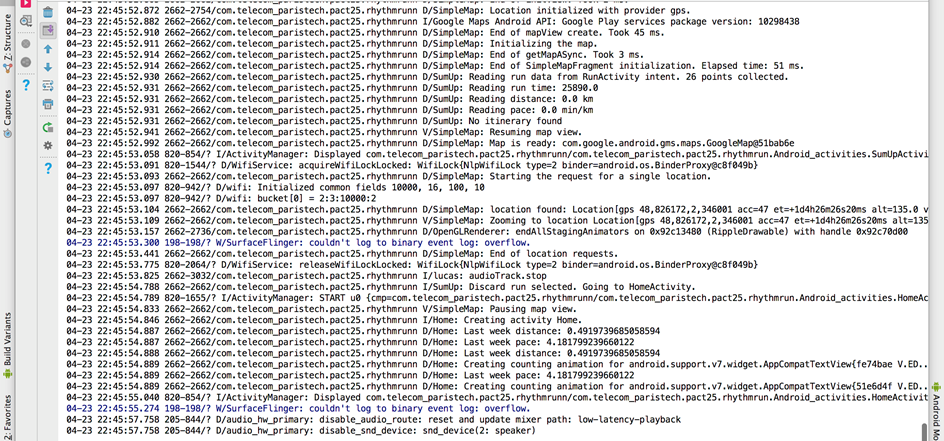 04-23 22:45:52.872 2662-2754/com.telecom_paristech.pact25.rhythmrunn D/SimpleMap: Location initialized with provider gps.
04-23 22:45:52.882 2662-2662/com.telecom_paristech.pact25.rhythmrunn I/Google Maps Android API: Google Play services package version: 10298438
04-23 22:45:52.910 2662-2662/com.telecom_paristech.pact25.rhythmrunn D/SimpleMap: End of mapView create. Took 45 ms.
04-23 22:45:52.911 2662-2662/com.telecom_paristech.pact25.rhythmrunn D/SimpleMap: Initializing the map.
04-23 22:45:52.914 2662-2662/com.telecom_paristech.pact25.rhythmrunn D/SimpleMap: End of getMapASync. Took 3 ms.
04-23 22:45:52.914 2662-2662/com.telecom_paristech.pact25.rhythmrunn D/SimpleMap: End of SimpleMapFragment initialization. Elapsed time: 51 ms.
04-23 22:45:52.930 2662-2662/com.telecom_paristech.pact25.rhythmrunn D/SumUp: Reading run data from RunActivity intent. 26 points collected.
04-23 22:45:52.931 2662-2662/com.telecom_paristech.pact25.rhythmrunn D/SumUp: Reading run time: 25890.0
04-23 22:45:52.931 2662-2662/com.telecom_paristech.pact25.rhythmrunn D/SumUp: Reading distance: 0.0 km
04-23 22:45:52.931 2662-2662/com.telecom_paristech.pact25.rhythmrunn D/SumUp: Reading pace: 0.0 min/km
04-23 22:45:52.931 2662-2662/com.telecom_paristech.pact25.rhythmrunn D/SumUp: No itinerary found
04-23 22:45:52.941 2662-2662/com.telecom_paristech.pact25.rhythmrunn V/SimpleMap: Resuming map view.
04-23 22:45:52.992 2662-2662/com.telecom_paristech.pact25.rhythmrunn D/SimpleMap: Map is ready: com.google.android.gms.maps.GoogleMap@51bab6e
04-23 22:45:53.058 820-854/? I/ActivityManager: Displayed com.telecom_paristech.pact25.rhythmrunn/com.telecom_paristech.pact25.rhythmrun.Android_activities.SumUpActivi
04-23 22:45:53.091 820-1544/? D/WifiService: acquireWifiLockLocked: WifiLock{NlpWifiLock type=2 binder=android.os.BinderProxy@c8f049b}
04-23 22:45:53.093 2662-2662/com.telecom_paristech.pact25.rhythmrunn D/SimpleMap: Starting the request for a single location.
04-23 22:45:53.097 820-942/? D/wifi: Initialized common fields 10000, 16, 100, 10
04-23 22:45:53.097 820-942/? D/wifi: bucket[0] = 2:3:10000:2
04-23 22:45:53.104 2662-2662/com.telecom_paristech.pact25.rhythmrunn D/SimpleMap: location found: Location[gps 48,826172,2,346001 acc=47 et=+1d4h26m26s20ms alt=135.0 v
04-23 22:45:53.109 2662-2662/com.telecom_paristech.pact25.rhythmrunn V/SimpleMap: Zooming to location Location[gps 48,826172,2,346001 acc=47 et=+1d4h26m26s20ms alt=135.
04-23 22:45:53.157 2662-2736/com.telecom_paristech.pact25.rhythmrunn D/OpenGLRenderer: endAllStagingAnimators on 0x92c13480 (RippleDrawable) with handle 0x92c70d00
04-23 22:45:53.300 198-198/? W/SurfaceFlinger: couldn't log to binary event log: overflow.
04-23 22:45:53.441 2662-2662/com.telecom_paristech.pact25.rhythmrunn D/SimpleMap: End of location requests.
04-23 22:45:53.775 820-2064/? D/WifiService: releaseWifiLockLocked: WifiLock{NlpWifiLock type=2 binder=android.os.BinderProxy@c8f049b}
04-23 22:45:53.825 2662-3032/com.telecom_paristech.pact25.rhythmrunn I/lucas: audioTrack.stop
04-23 22:45:54.788 2662-2662/com.telecom_paristech.pact25.rhythmrunn D/SumUp: Discard run selected. Going to HomeActivity.
04-23 22:45:54.789 820-1655/? I/ActivityManager: START u0 {cmp=com.telecom_paristech.pact25.rhythmrunn/com.telecom_paristech.pact25.rhythmrun.Android_activities.HomeAc
04-23 22:45:54.833 2662-2662/com.telecom_paristech.pact25.rhythmrunn V/SimpleMap: Pausing map view.
04-23 22:45:54.846 2662-2662/com.telecom_paristech.pact25.rhythmrunn I/Home: Creating activity Home.
04-23 22:45:54.887 2662-2662/com.telecom_paristech.pact25.rhythmrunn D/Home: Last week distance: 0.4919739685058594
04-23 22:45:54.887 2662-2662/com.telecom_paristech.pact25.rhythmrunn D/Home: Last week pace: 4.181799239660122
04-23 22:45:54.887 2662-2662/com.telecom_paristech.pact25.rhythmrunn D/Home: Last week distance: 0.4919739685058594
04-23 22:45:54.889 2662-2662/com.telecom_paristech.pact25.rhythmrunn D/Home: Creating counting animation for android.support.v7.widget.AppCompatTextView{fe74bae V.ED..
04-23 22:45:54.889 2662-2662/com.telecom_paristech.pact25.rhythmrunn D/Home: Last week pace: 4.181799239660122
04-23 22:45:54.889 2662-2662/com.telecom_paristech.pact25.rhythmrunn D/Home: Creating counting animation for android.support.v7.widget.AppCompatTextView{51e6d4f V.ED..
04-23 22:45:55.040 820-854/? I/ActivityManager: Displayed com.telecom_paristech.pact25.rhythmrunn/com.telecom_paristech.pact25.rhythmrun.Android_activities.HomeActivit
04-23 22:45:55.274 198-198/? W/SurfaceFlinger: couldn't log to binary event log: overflow.
04-23 22:45:57.758 205-844/? D/audio_hw_primary: disable_audio_route: reset and update mixer path: low-latency-playback
04-23 22:45:57.758 205-844/? D/audio_hw_primary: disable_snd_device: snd_device(2: speaker)
Z: Structure
Captures
Build Variants
2: Favorites
Android M